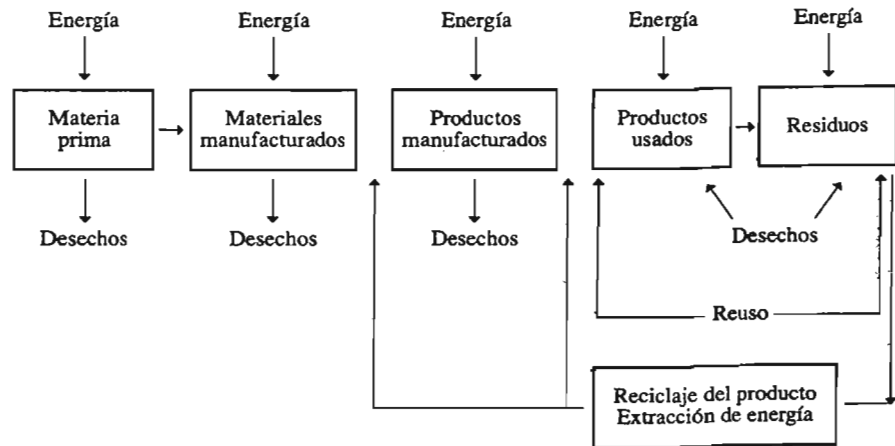 Energía
Energía
Energía
Energía
Energía
Materia
prima
Materiales
manufacturados
Productos
manufacturados
Productos
usados
Residuos
Desechos
Desechos
Desechos
Desechos
Reuso
Reciclaje del producto
Extracción de energía